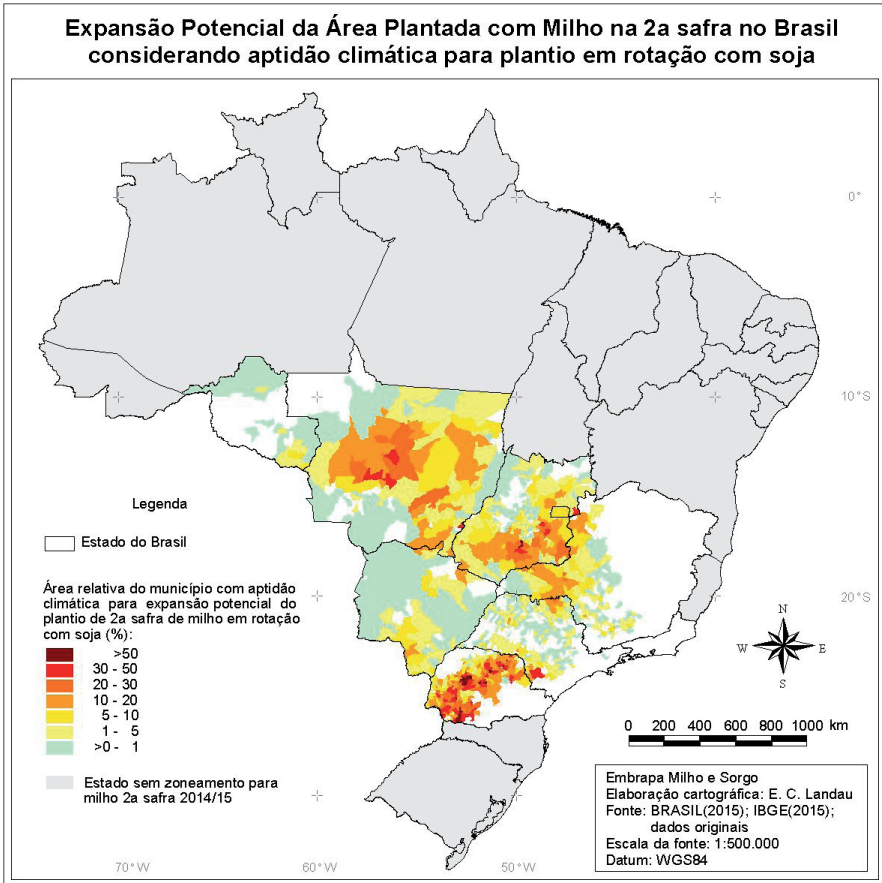 Expansão Potencial da Área Plantada com Milho na 2a safra no Brasil
considerando aptidão climática para plantio em rotação com soja
0°
10°S
20°S
Legenda
Estado do Brasil
Área relativa do município com aptidão
climática para expansão potencial do
plantio de 2a safra de milho em rotação
com soja (%):
>50
30 - 50
20 - 30
10 - 20
5 - 10
1 - 5
>0 - 1
Estado sem zoneamento para
milho 2a safra 2014/15
N
W E
S
0 200 400 600 800 1000 km
Embrapa Milho e Sorgo
Elaboração cartográfica: E. C. Landau
Fonte: BRASIL(2015); IBGE(2015);
dados originais
Escala da fonte: 1:500.000
Datum: WGS84
70°W 60°W 50°W